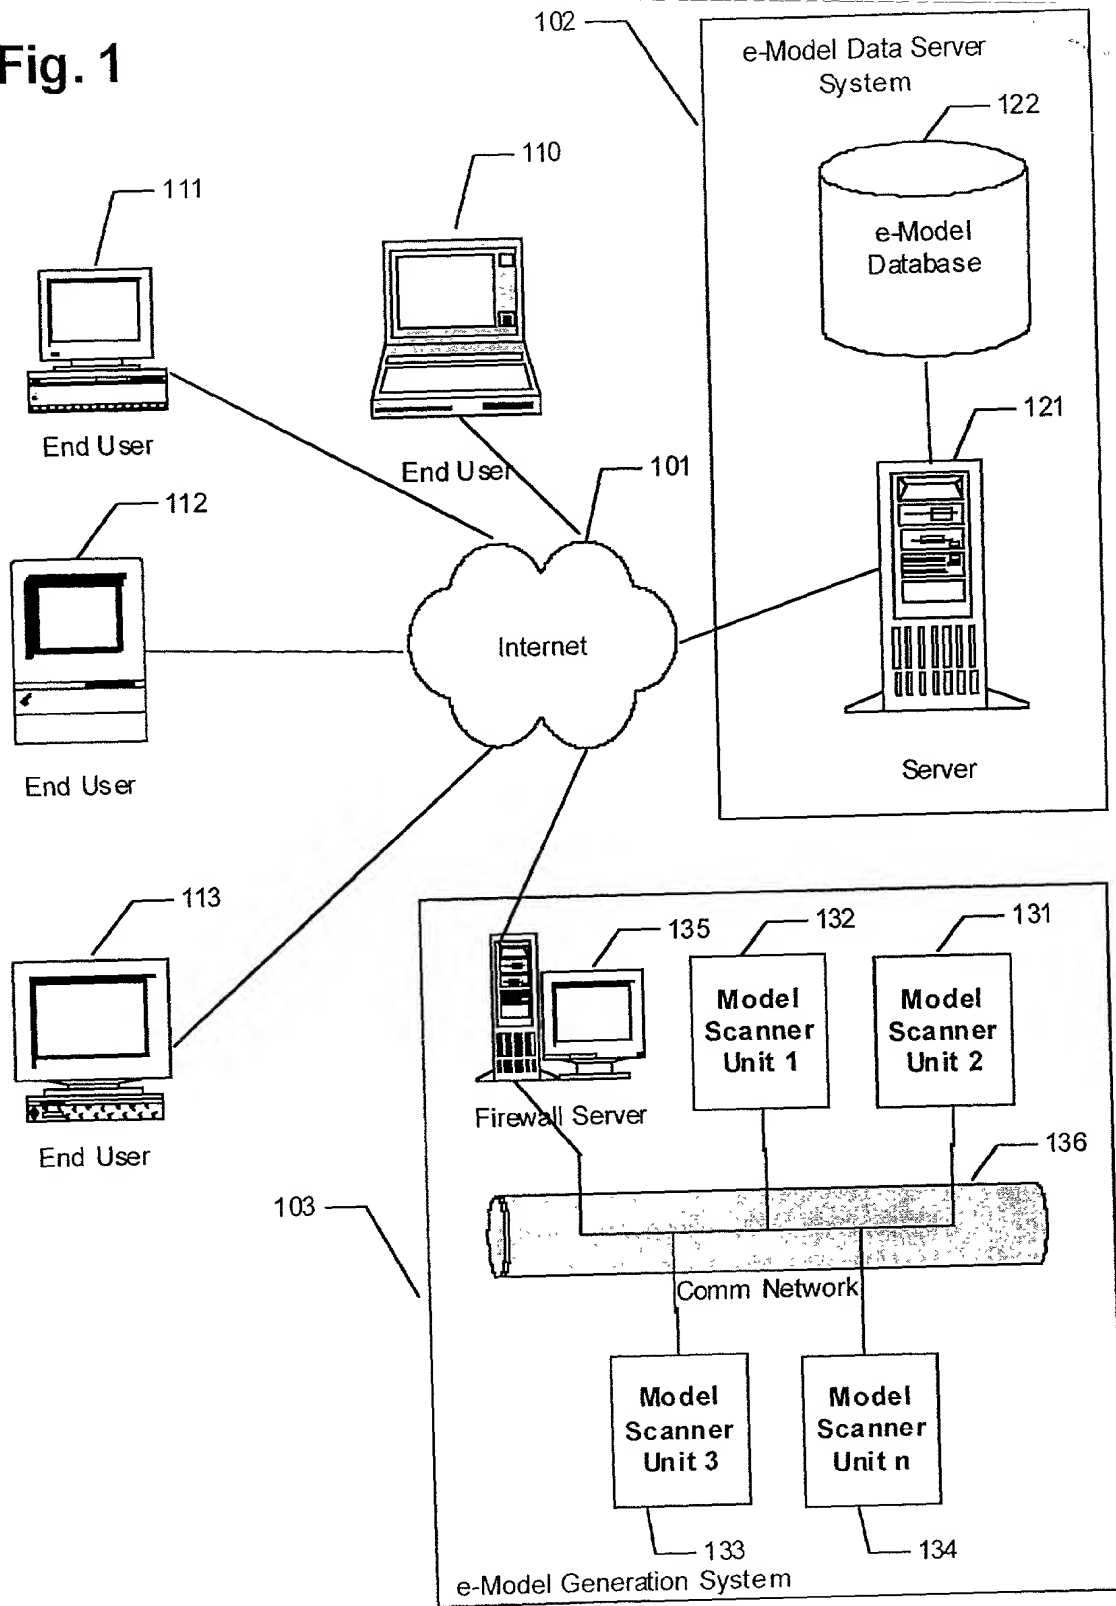 Fig. 1
102
e-Model Data Server
System
122
e-Model
Database
110
111
121
End User
End User
101
112
Internet
End User
Server
113
135
132
131
Model
Scanner
Unit 1
Model
Scanner
Unit 2
Firewall Server
End User
136
103
Comm Network
Model
Scanner
Unit 3
Model
Scanner
Unit n
133
134
e-Model Generation System